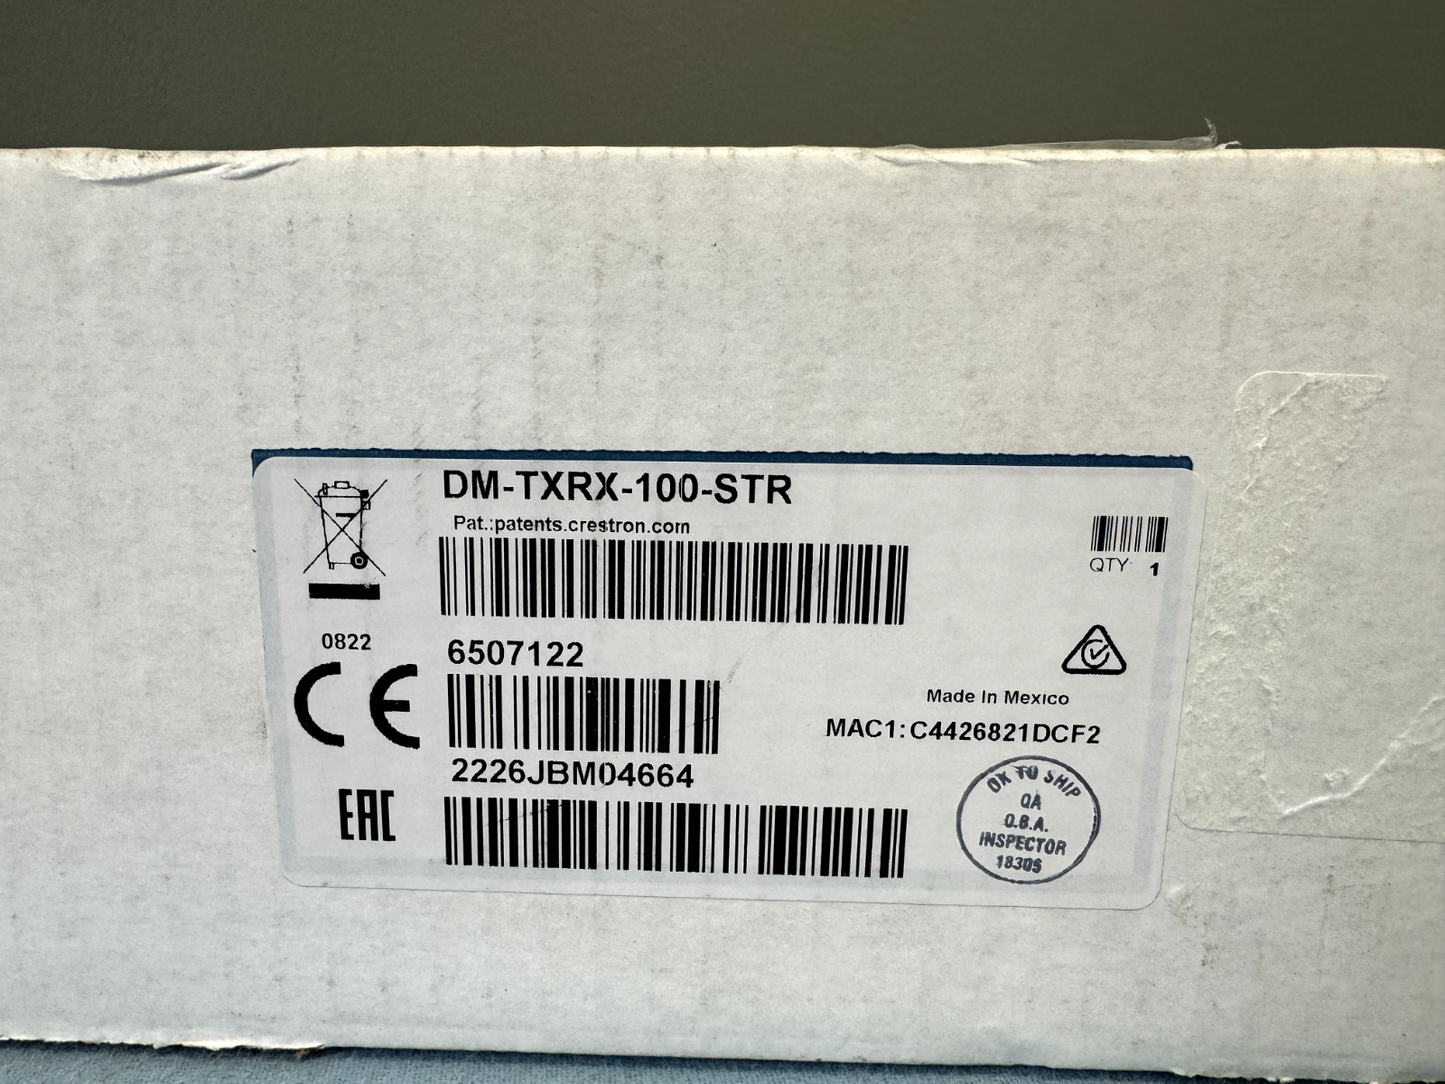 DM-TXRX-100-STR
Pat.:patents.crestron.com
QTY 1
0822
6507122
CE
Made In Mexico
MAC1:C4426821DCF2
2226JBM04664
EAC
OK TO SHIP
QA
Q.B.A.
INSPECTOR
18305